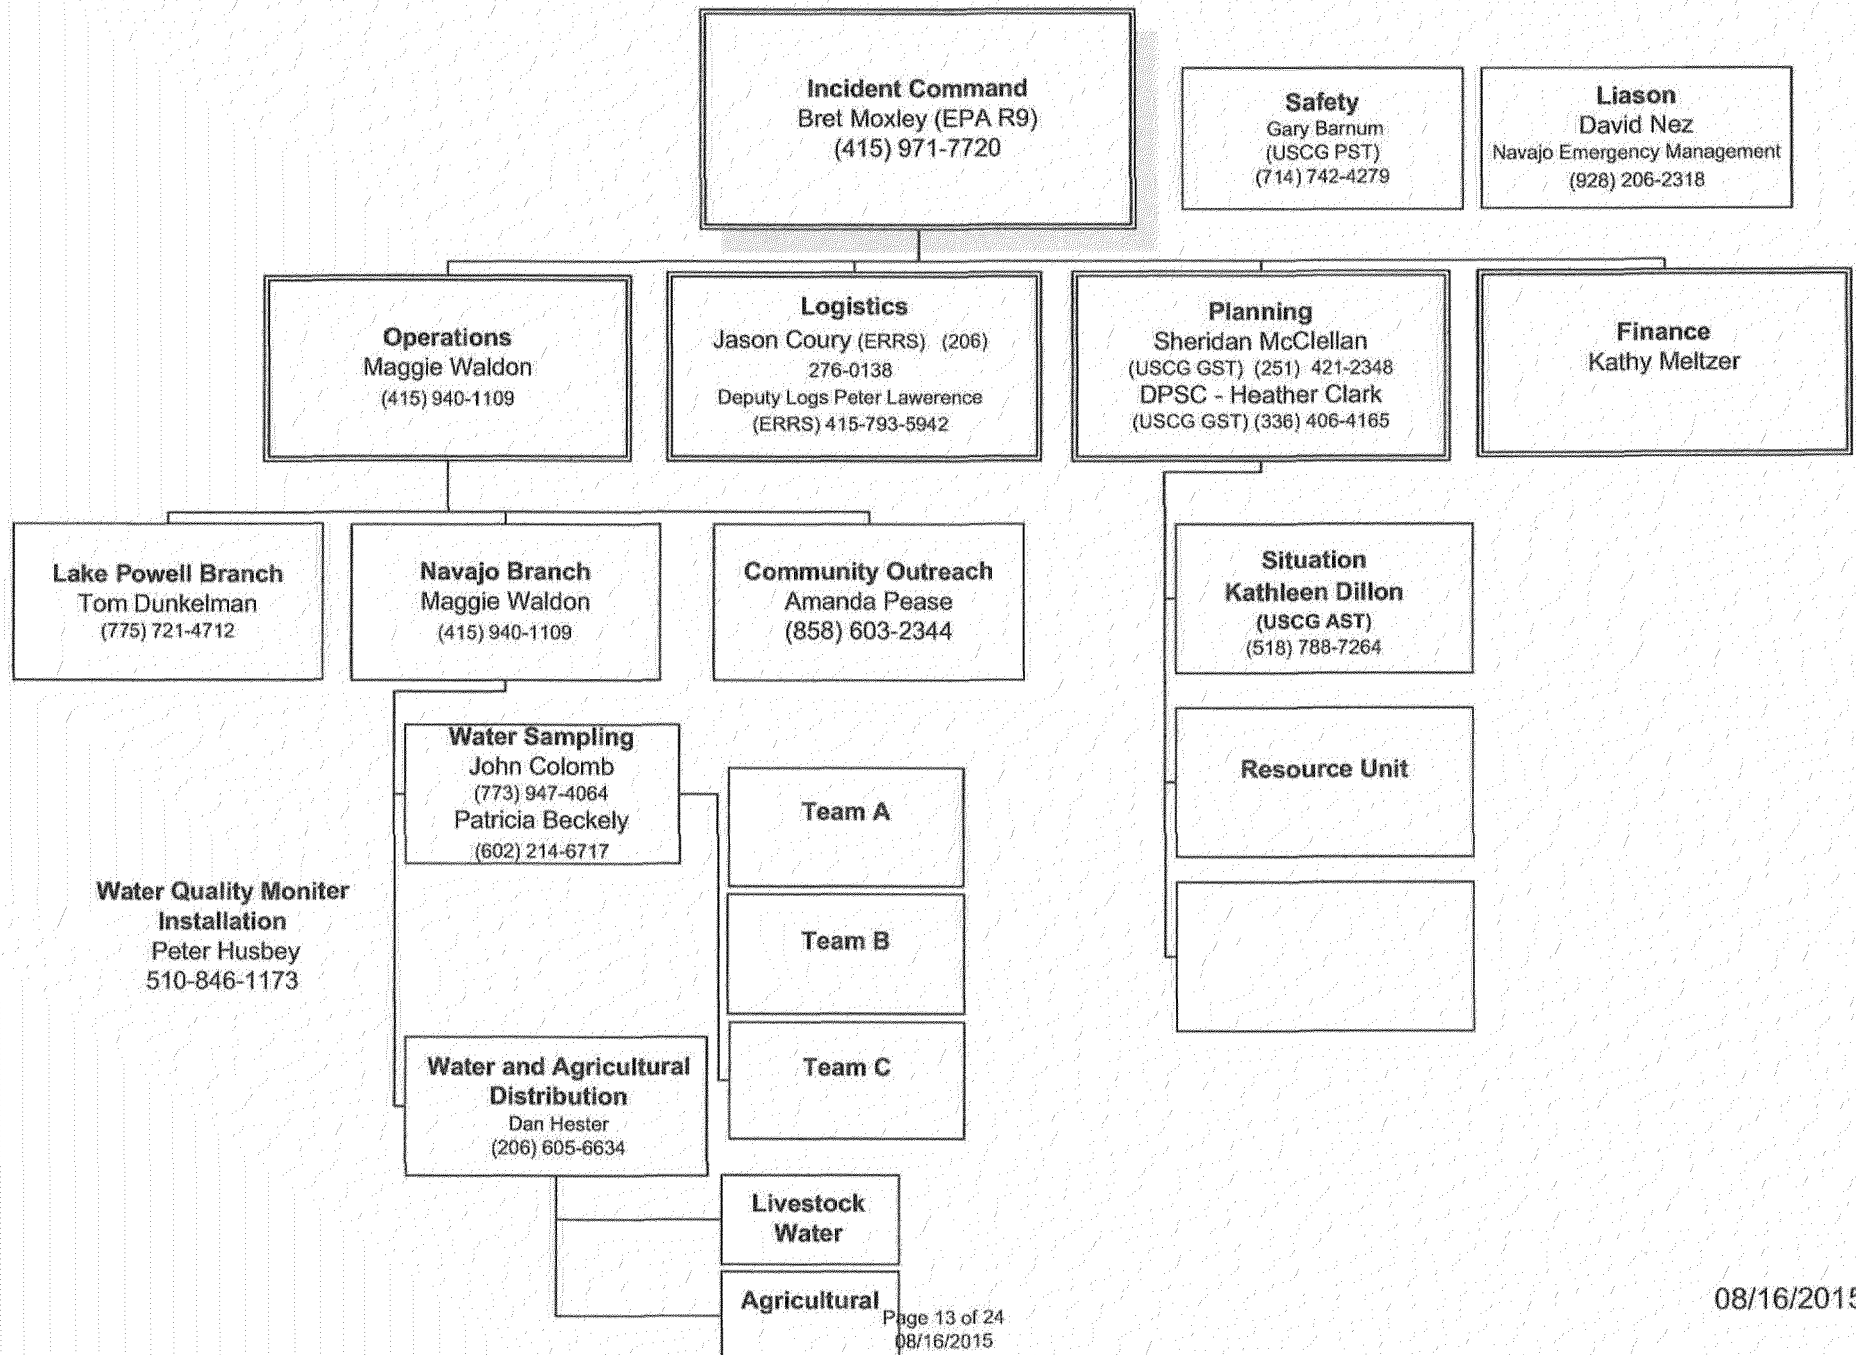 Incident Command
Bret Moxley (EPA R9)
(415) 971-7720
Safety
Gary Barnum
(USCG PST)
(714) 742-4279
Liason
David Nez
Navajo Emergency Management
(928) 206-2318
Operations
Maggie Waldon
(415) 940-1109
Logistics
Jason Coury (ERRS) (206)
276-0138
Deputy Logs Peter Lawerence
(ERRS) 415-793-5942
Planning
Sheridan McClellan
(USCG GST) (251) 421-2348
DPSC - Heather Clark
(USCG GST) (336) 406-4165
Finance
Kathy Meltzer
Lake Powell Branch
Tom Dunkelman
(775) 721-4712
Navajo Branch
Maggie Waldon
(415) 940-1109
Community Outreach
Amanda Pease
(858) 603-2344
Situation
Kathleen Dillon
(USCG AST)
(518) 788-7264
Water Sampling
John Colomb
(773) 947-4064
Patricia Beckely
(602) 214-6717
Resource Unit
Team A
Team B
Team C
Water Quality Moniter
Installation
Peter Husbey
510-846-1173
Water and Agricultural
Distribution
Dan Hester
(206) 605-6634
Livestock
Water
Agricultural
Page 13 of 24
08/16/2015
08/16/2015